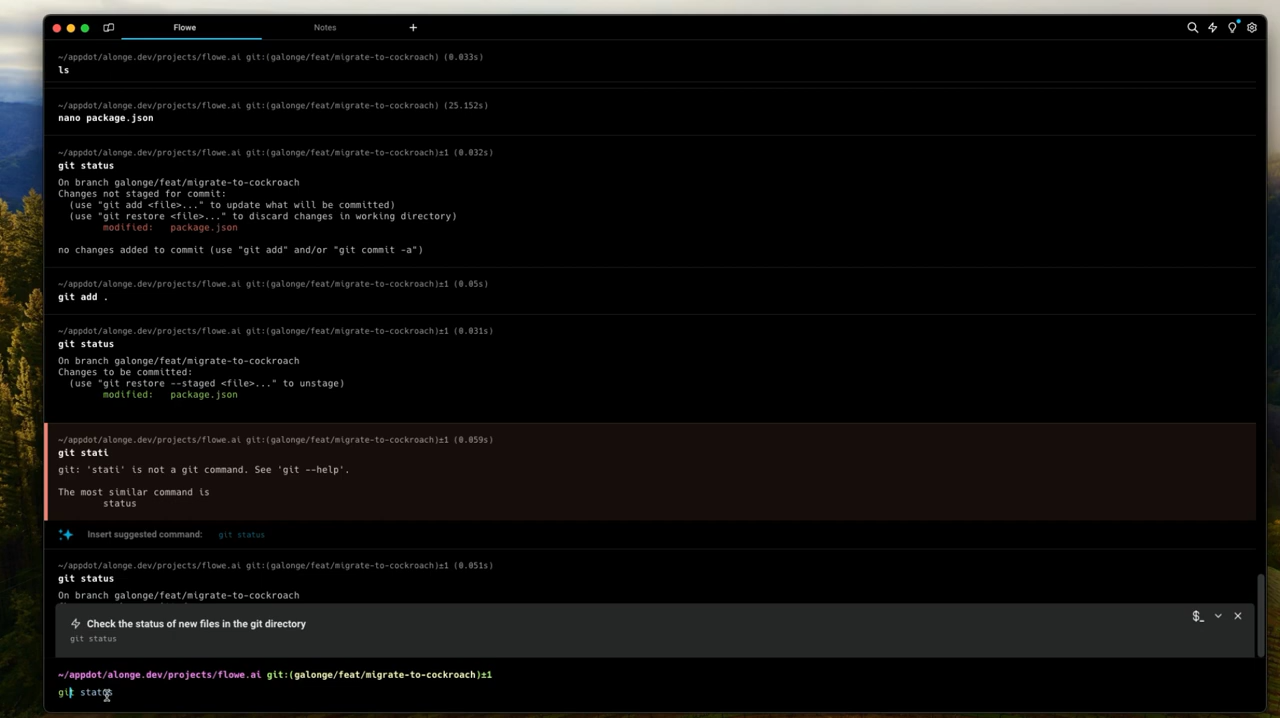 Flowe
Notes
~/appdot/alonge.dev/projects/flowe.ai git:(galonge/feat/migrate-to-cockroach) (0.033s)
ls
~/appdot/alonge.dev/projects/flowe.ai git:(galonge/feat/migrate-to-cockroach) (25.152s)
nano package.json
~/appdot/alonge.dev/projects/flowe.ai git:(galonge/feat/migrate-to-cockroach)±1 (0.032s)
git status
On branch galonge/feat/migrate-to-cockroach
Changes not staged for commit:
  (use "git add <file>..." to update what will be committed)
  (use "git restore <file>..." to discard changes in working directory)
        modified:   package.json
no changes added to commit (use "git add" and/or "git commit -a")
~/appdot/alonge.dev/projects/flowe.ai git:(galonge/feat/migrate-to-cockroach)±1 (0.05s)
git add .
~/appdot/alonge.dev/projects/flowe.ai git:(galonge/feat/migrate-to-cockroach)±1 (0.031s)
git status
On branch galonge/feat/migrate-to-cockroach
Changes to be committed:
  (use "git restore --staged <file>..." to unstage)
        modified:   package.json
~/appdot/alonge.dev/projects/flowe.ai git:(galonge/feat/migrate-to-cockroach)±1 (0.059s)
git stati
git: 'stati' is not a git command. See 'git --help'.
The most similar command is
        status
Insert suggested command: git status
~/appdot/alonge.dev/projects/flowe.ai git:(galonge/feat/migrate-to-cockroach)±1 (0.051s)
git status
On branch galonge/feat/migrate-to-cockroach
Check the status of new files in the git directory
git status
~/appdot/alonge.dev/projects/flowe.ai git:(galonge/feat/migrate-to-cockroach)±1
git status